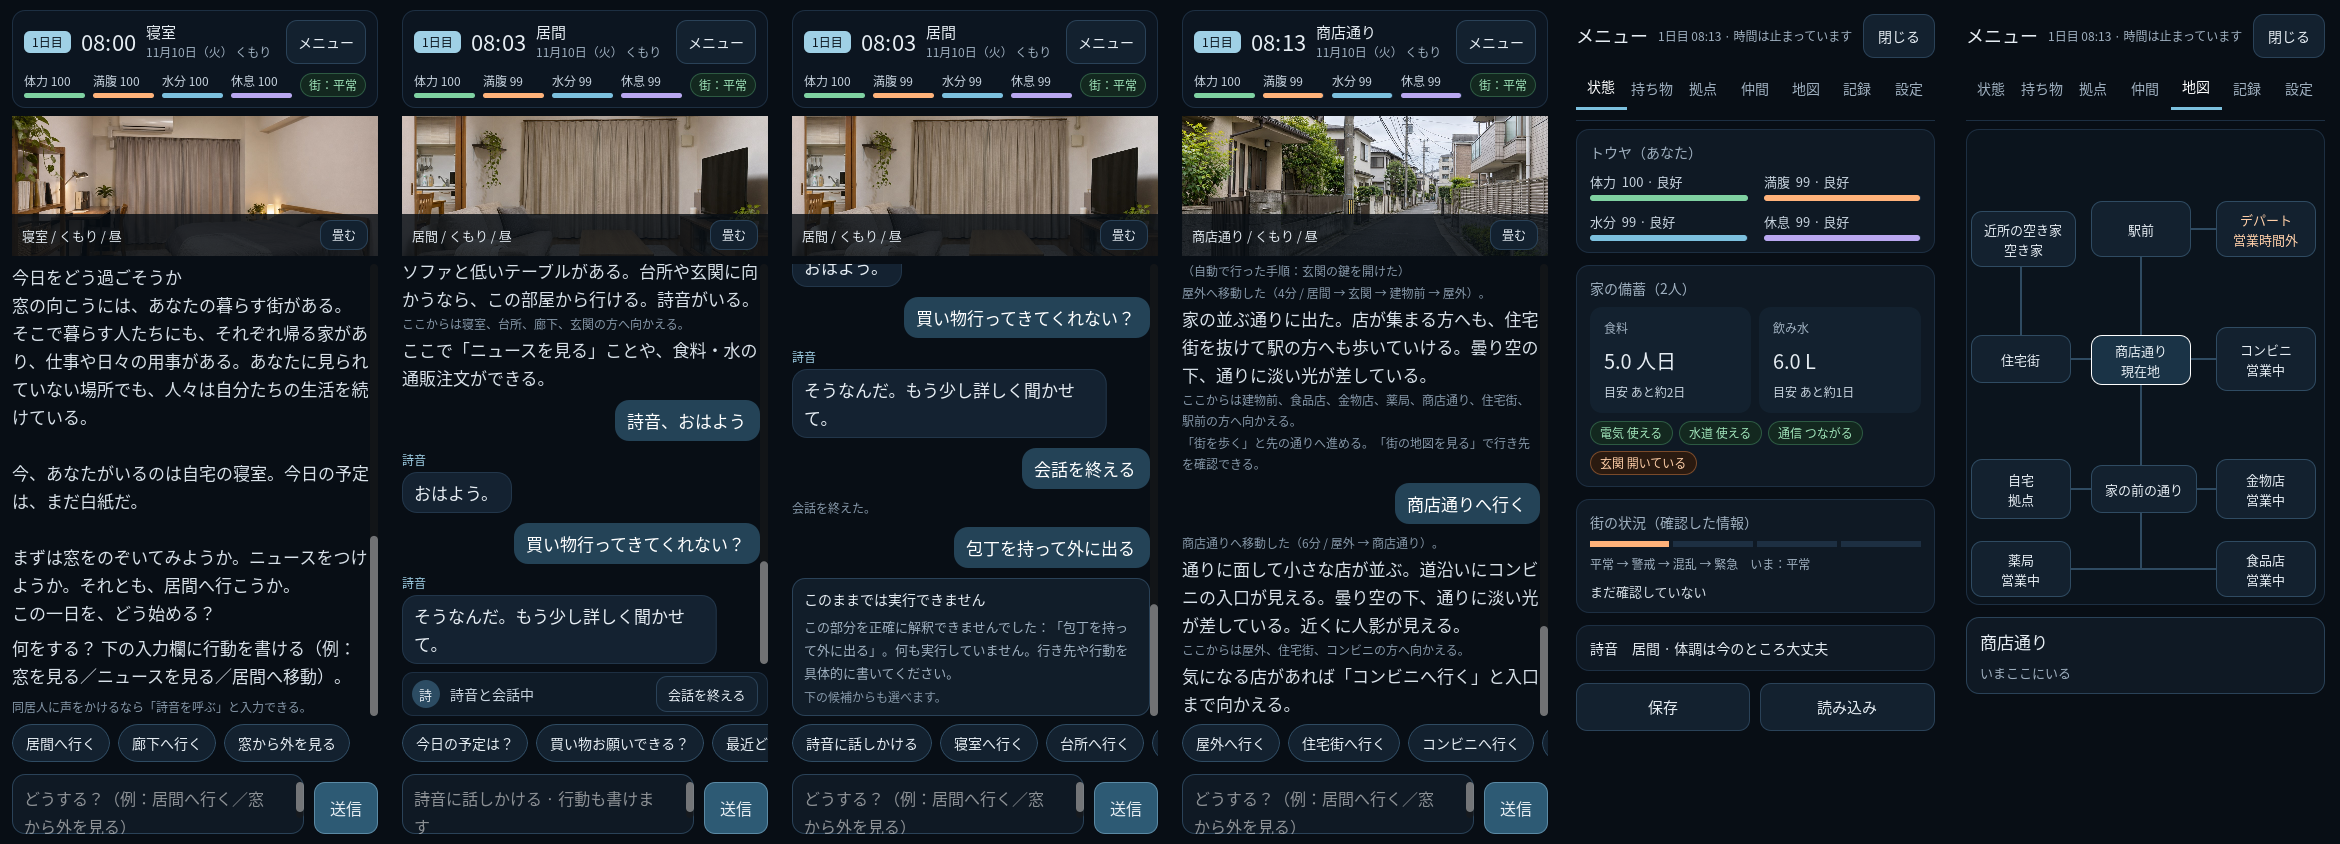 1日目
08:00
寝室
11月10日（火） くもり
メニュー
体力 100
満腹 100
水分 100
休息 100
街：平常
寝室 / くもり / 昼
畳む
今日をどう過ごそうか
窓の向こうには、あなたの暮らす街がある。
そこで暮らす人たちにも、それぞれ帰る家があ
り、仕事や日々の用事がある。あなたに見られ
ていない場所でも、人々は自分たちの生活を続
けている。
今、あなたがいるのは自宅の寝室。今日の予定
は、まだ白紙だ。
まずは窓をのぞいてみようか。ニュースをつけ
ようか。それとも、居間へ行こうか。
この一日を、どう始める？
何をする？ 下の入力欄に行動を書ける（例：
窓を見る／ニュースを見る／居間へ移動）。
同居人に声をかけるなら「詩音を呼ぶ」と入力できる。
居間へ行く
廊下へ行く
窓から外を見る
どうする？（例：居間へ行く／窓
から外を見る）
送信
1日目
08:03
居間
11月10日（火） くもり
メニュー
体力 100
満腹 99
水分 99
休息 99
街：平常
居間 / くもり / 昼
畳む
ソファと低いテーブルがある。台所や玄関に向
かうなら、この部屋から行ける。詩音がいる。
ここからは寝室、台所、廊下、玄関の方へ向かえる。
ここで「ニュースを見る」ことや、食料・水の
通販注文ができる。
詩音、おはよう
詩音
おはよう。
買い物行ってきてくれない？
詩音
そうなんだ。もう少し詳しく聞かせ
て。
詩
詩音と会話中
会話を終える
今日の予定は？
買い物お願いできる？
最近ど
詩音に話しかける · 行動も書けま
す
送信
1日目
08:03
居間
11月10日（火） くもり
メニュー
体力 100
満腹 99
水分 99
休息 99
街：平常
居間 / くもり / 昼
畳む
おはよう。
買い物行ってきてくれない？
詩音
そうなんだ。もう少し詳しく聞かせ
て。
会話を終える
会話を終えた。
包丁を持って外に出る
このままでは実行できません
この部分を正確に解釈できませんでした：「包丁を持っ
て外に出る」。何も実行していません。行き先や行動を
具体的に書いてください。
下の候補からも選べます。
詩音に話しかける
寝室へ行く
台所へ行く
どうする？（例：居間へ行く／窓
から外を見る）
送信
1日目
08:13
商店通り
11月10日（火） くもり
メニュー
体力 100
満腹 99
水分 99
休息 99
街：平常
商店通り / くもり / 昼
畳む
（自動で行った手順：玄関の鍵を開けた）
屋外へ移動した（4分 / 居間 → 玄関 → 建物前 → 屋外）。
家の並ぶ通りに出た。店が集まる方へも、住宅
街を抜けて駅の方へも歩いていける。曇り空の
下、通りに淡い光が差している。
ここからは建物前、食品店、金物店、薬局、商店通り、住宅街、
駅前の方へ向かえる。
「街を歩く」と先の通りへ進める。「街の地図を見る」で行き先
を確認できる。
商店通りへ行く
商店通りへ移動した（6分 / 屋外 → 商店通り）。
通りに面して小さな店が並ぶ。道沿いにコンビ
ニの入口が見える。曇り空の下、通りに淡い光
が差している。近くに人影が見える。
ここからは屋外、住宅街、コンビニの方へ向かえる。
気になる店があれば「コンビニへ行く」と入口
まで向かえる。
屋外へ行く
住宅街へ行く
コンビニへ行く
どうする？（例：居間へ行く／窓
から外を見る）
送信
メニュー
1日目 08:13 · 時間は止まっています
閉じる
状態
持ち物
拠点
仲間
地図
記録
設定
トウヤ（あなた）
体力 100 · 良好
満腹 99 · 良好
水分 99 · 良好
休息 99 · 良好
家の備蓄（2人）
食料
5.0 人日
目安 あと約2日
飲み水
6.0 L
目安 あと約1日
電気 使える
水道 使える
通信 つながる
玄関 開いている
街の状況（確認した情報）
平常 → 警戒 → 混乱 → 緊急 いま：平常
まだ確認していない
詩音 居間 · 体調は今のところ大丈夫
保存
読み込み
メニュー
1日目 08:13 · 時間は止まっています
閉じる
状態
持ち物
拠点
仲間
地図
記録
設定
近所の空き家
空き家
駅前
デパート
営業時間外
住宅街
商店通り
現在地
コンビニ
営業中
自宅
拠点
家の前の通り
金物店
営業中
薬局
営業中
食品店
営業中
商店通り
いまここにいる